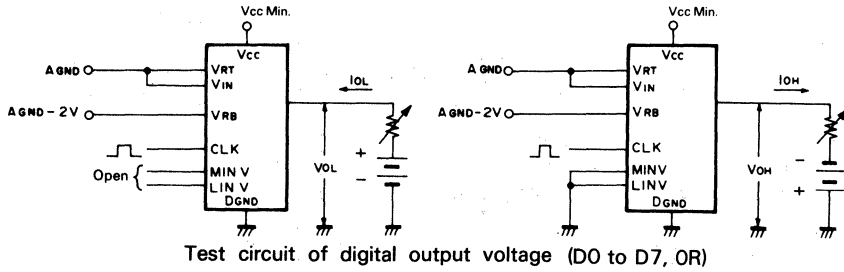 Vcc Min.
Vcc
AGND
VRT
VIN
AGND-2V
VRB
CLK
Open
MIN V
LIN V
DGND
IOL
VOL
+
-
Vcc Min.
Vcc
AGND
VRT
VIN
AGND-2V
VRB
CLK
MINV
LINV
DGND
IOH
VOH
-
+
Test circuit of digital output voltage (D0 to D7, OR)